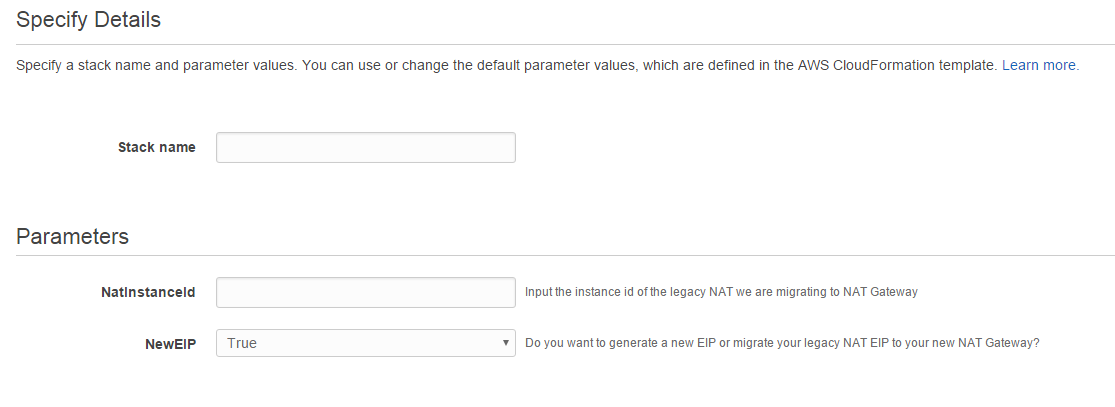 Specify Details
Specify a stack name and parameter values. You can use or change the default parameter values, which are defined in the AWS CloudFormation template. Learn more.
Stack name
Parameters
NatInstanceId Input the instance id of the legacy NAT we are migrating to NAT Gateway
NewEIP True Do you want to generate a new EIP or migrate your legacy NAT EIP to your new NAT Gateway?